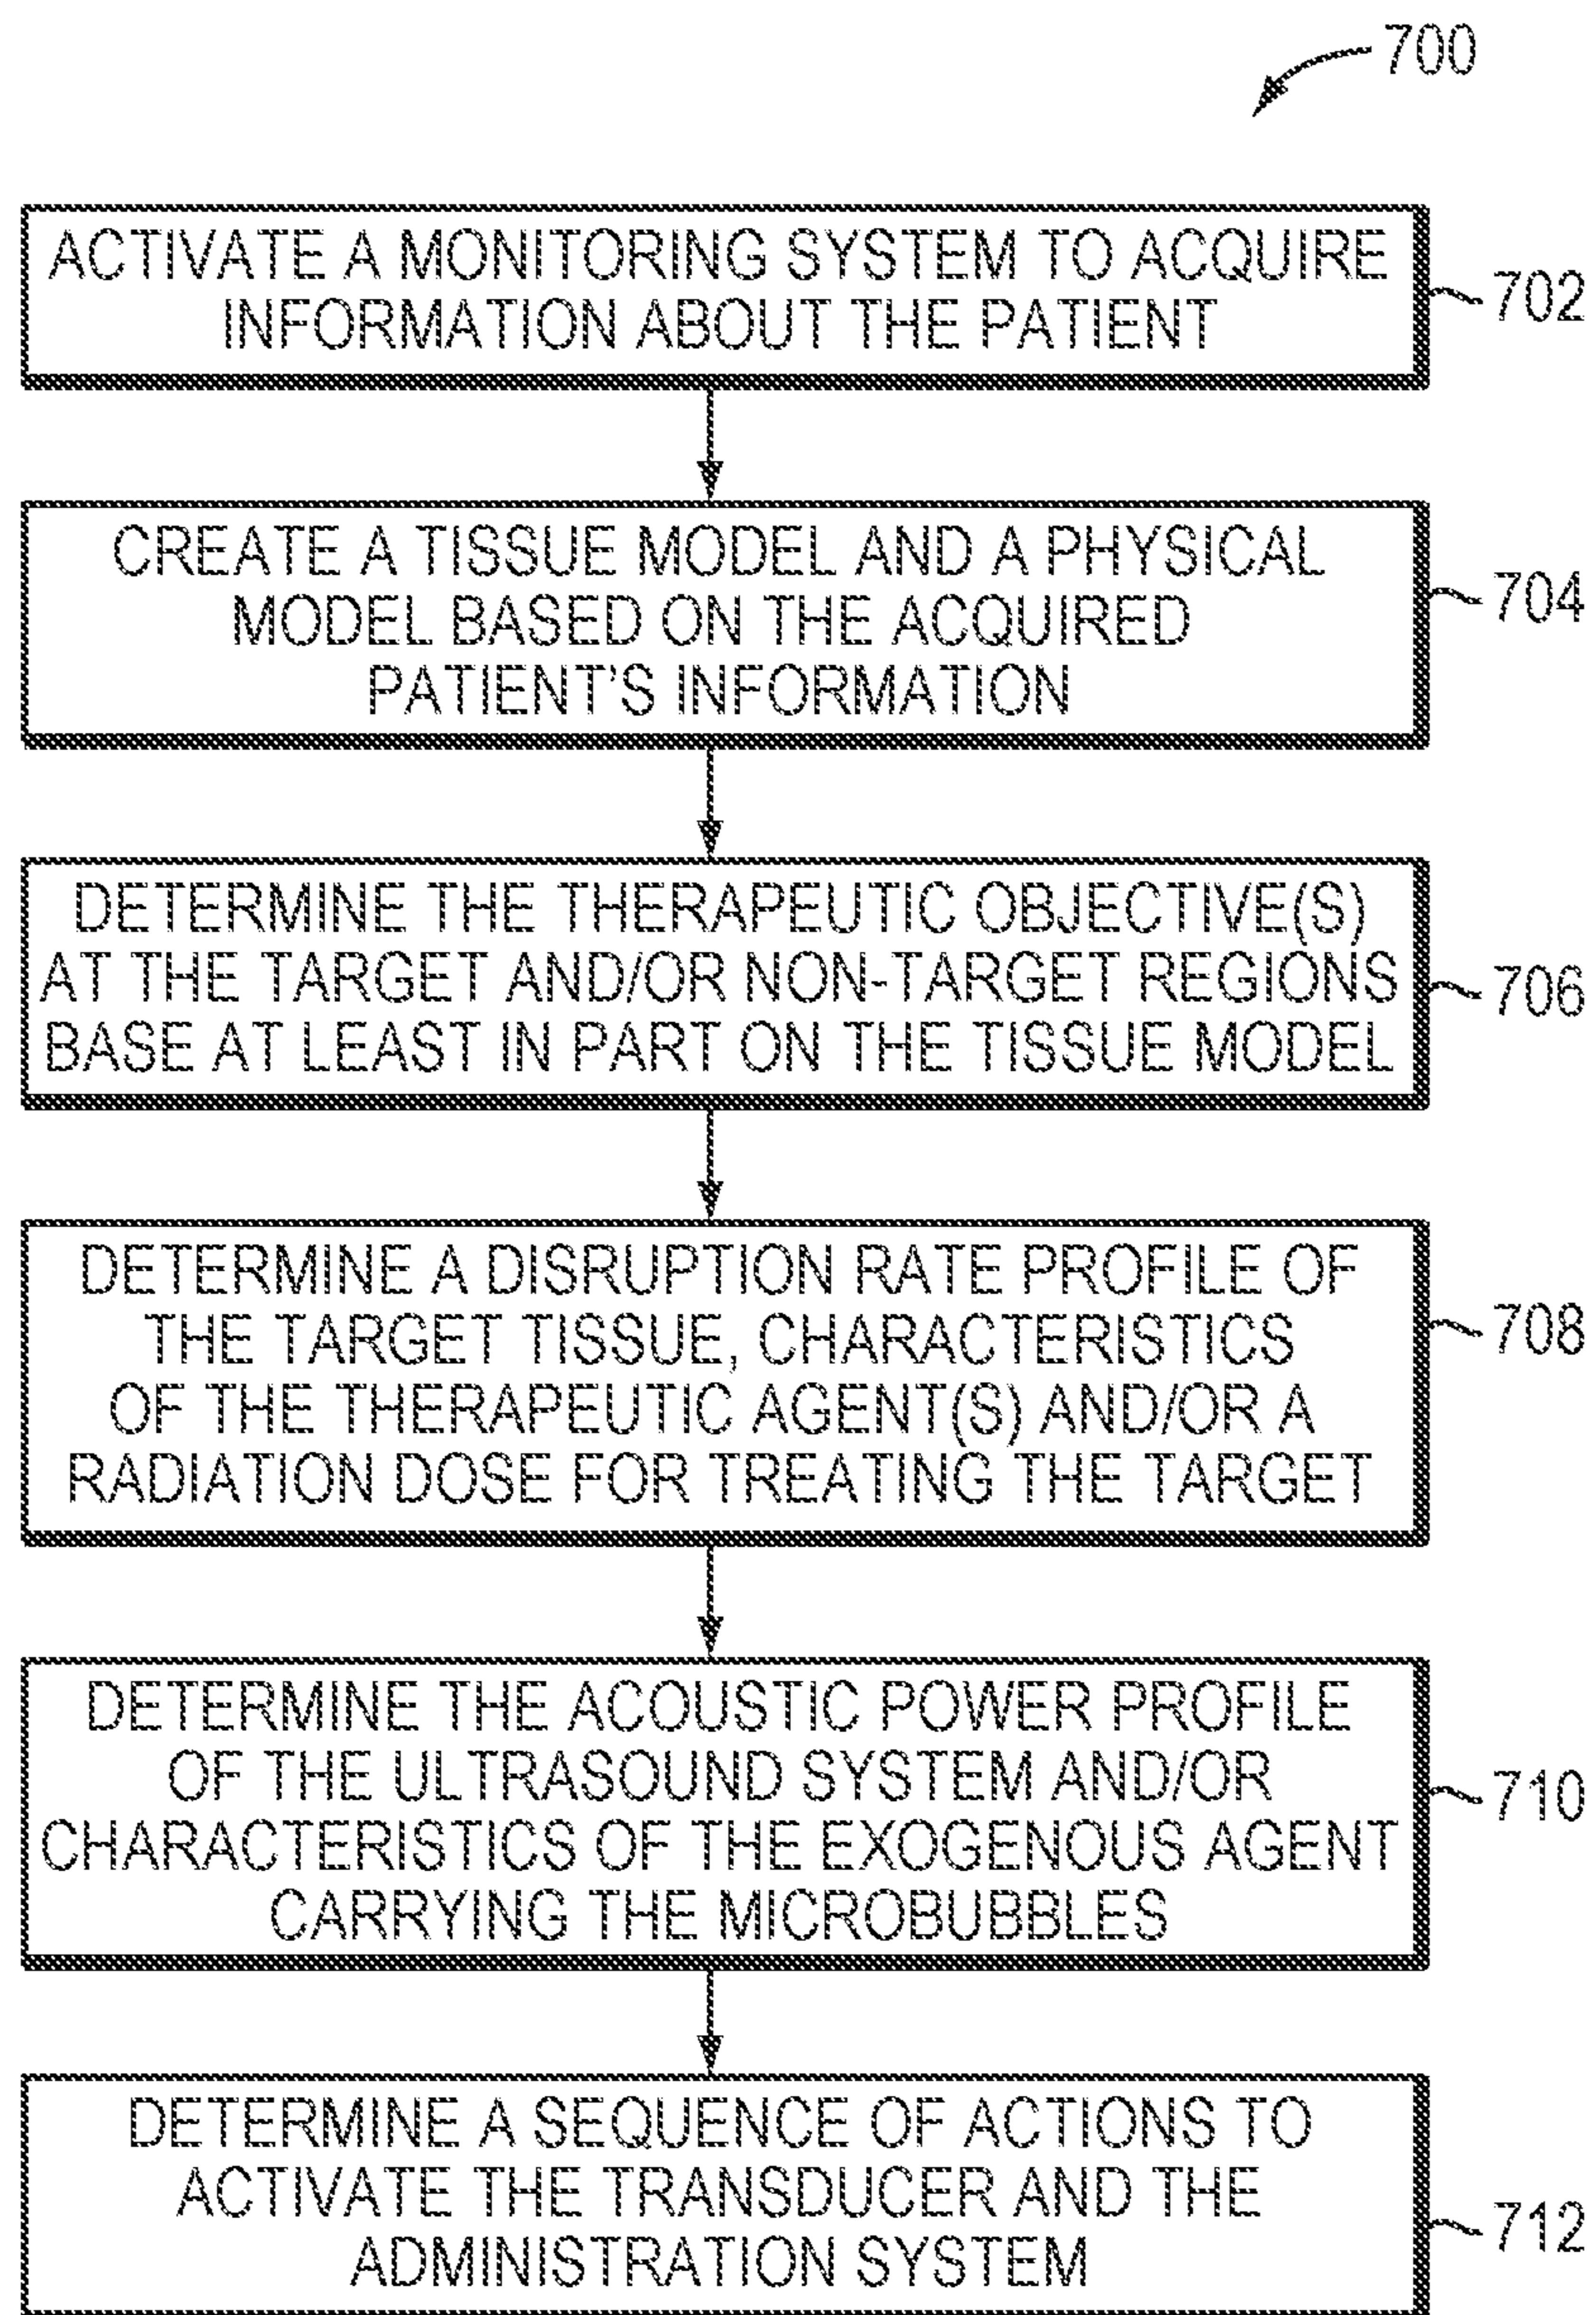 700
ACTIVATE A MONITORING SYSTEM TO ACQUIRE
INFORMATION ABOUT THE PATIENT
702
CREATE A TISSUE MODEL AND A PHYSICAL
MODEL BASED ON THE ACQUIRED
PATIENT'S INFORMATION
704
DETERMINE THE THERAPEUTIC OBJECTIVE(S)
AT THE TARGET AND/OR NON-TARGET REGIONS
BASE AT LEAST IN PART ON THE TISSUE MODEL
706
DETERMINE A DISRUPTION RATE PROFILE OF
THE TARGET TISSUE, CHARACTERISTICS
OF THE THERAPEUTIC AGENT(S) AND/OR A
RADIATION DOSE FOR TREATING THE TARGET
708
DETERMINE THE ACOUSTIC POWER PROFILE
OF THE ULTRASOUND SYSTEM AND/OR
CHARACTERISTICS OF THE EXOGENOUS AGENT
CARRYING THE MICROBUBBLES
710
DETERMINE A SEQUENCE OF ACTIONS TO
ACTIVATE THE TRANSDUCER AND THE
ADMINISTRATION SYSTEM
712